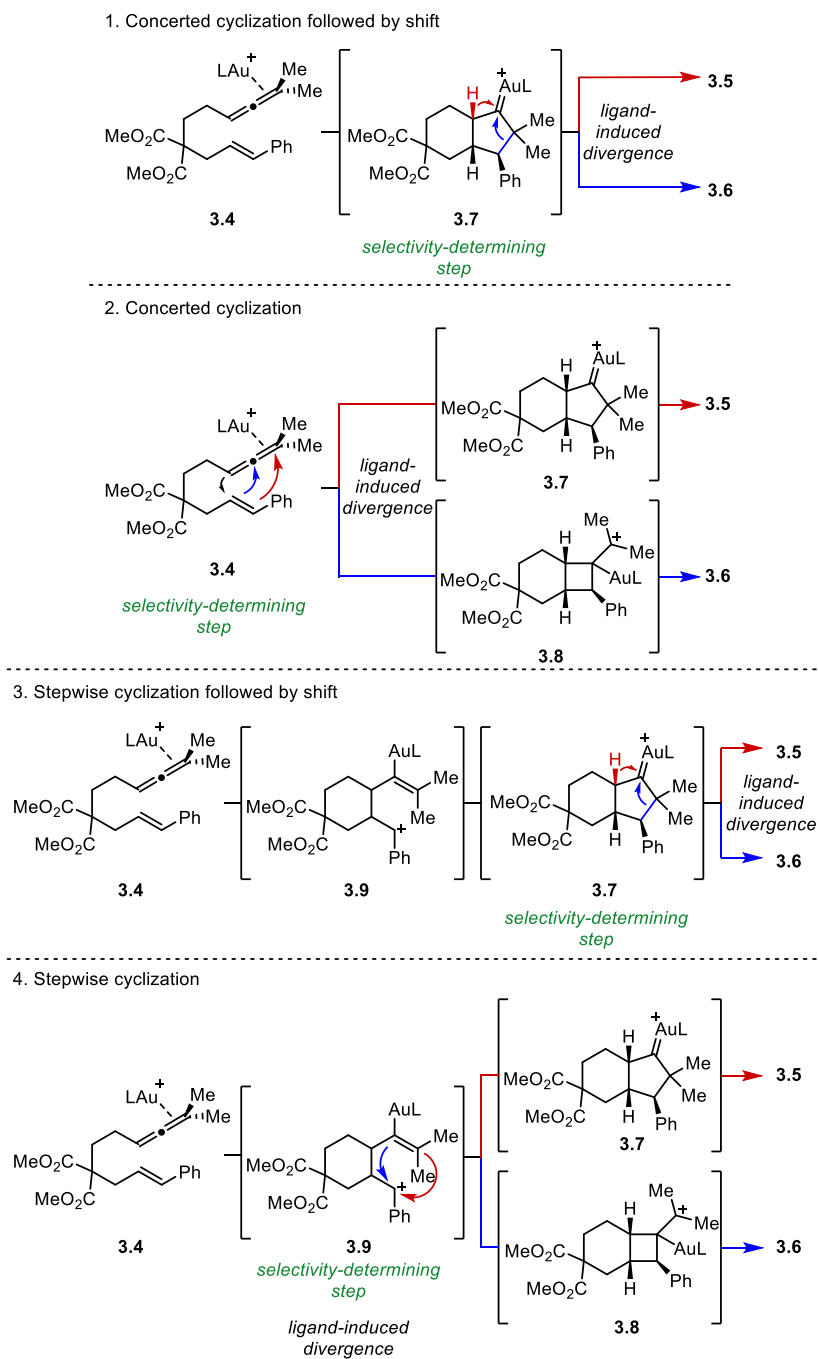 1. Concerted cyclization followed by shift
LAu+
Me
Me
MeO2C
MeO2C
Ph
3.4
H
+
AuL
MeO2C
MeO2C
Me
Me
H
Ph
3.7
selectivity-determining
step
ligand-
induced
divergence
3.5
3.6
2. Concerted cyclization
LAu+
Me
Me
MeO2C
MeO2C
Ph
3.4
selectivity-determining
step
ligand-
induced
divergence
+
AuL
H
Me
Me
MeO2C
MeO2C
H
Ph
3.7
3.5
Me
+
Me
H
AuL
MeO2C
MeO2C
H
Ph
3.8
3.6
3. Stepwise cyclization followed by shift
LAu+
Me
Me
MeO2C
MeO2C
Ph
3.4
AuL
Me
Me
MeO2C
MeO2C
+
Ph
3.9
+
AuL
H
Me
Me
MeO2C
MeO2C
H
Ph
3.7
selectivity-determining
step
3.5
ligand-
induced
divergence
3.6
4. Stepwise cyclization
LAu+
Me
Me
MeO2C
MeO2C
Ph
3.4
AuL
Me
Me
MeO2C
MeO2C
+
Ph
3.9
selectivity-determining
step
ligand-induced
divergence
+
AuL
H
Me
Me
MeO2C
MeO2C
H
Ph
3.7
3.5
Me
+
Me
H
AuL
MeO2C
MeO2C
H
Ph
3.8
3.6